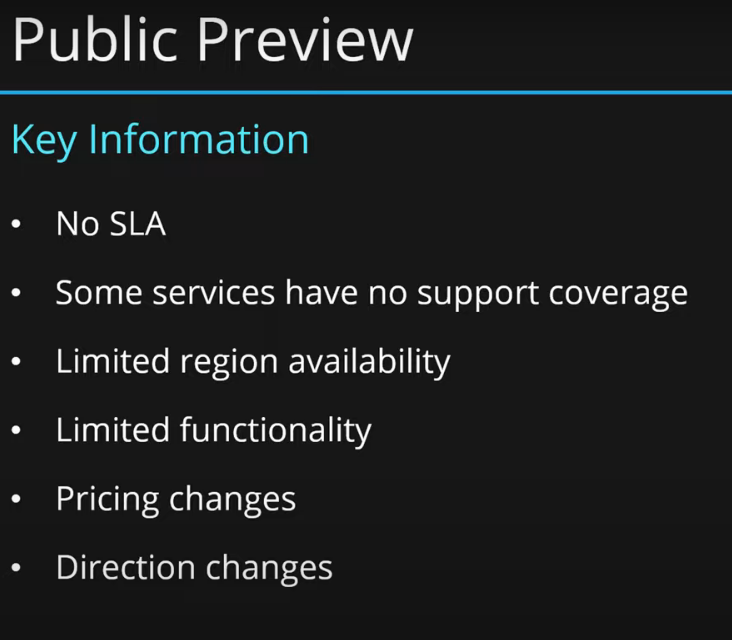 Public Preview
Key Information
• No SLA
• Some services have no support coverage
• Limited region availability
• Limited functionality
• Pricing changes
• Direction changes